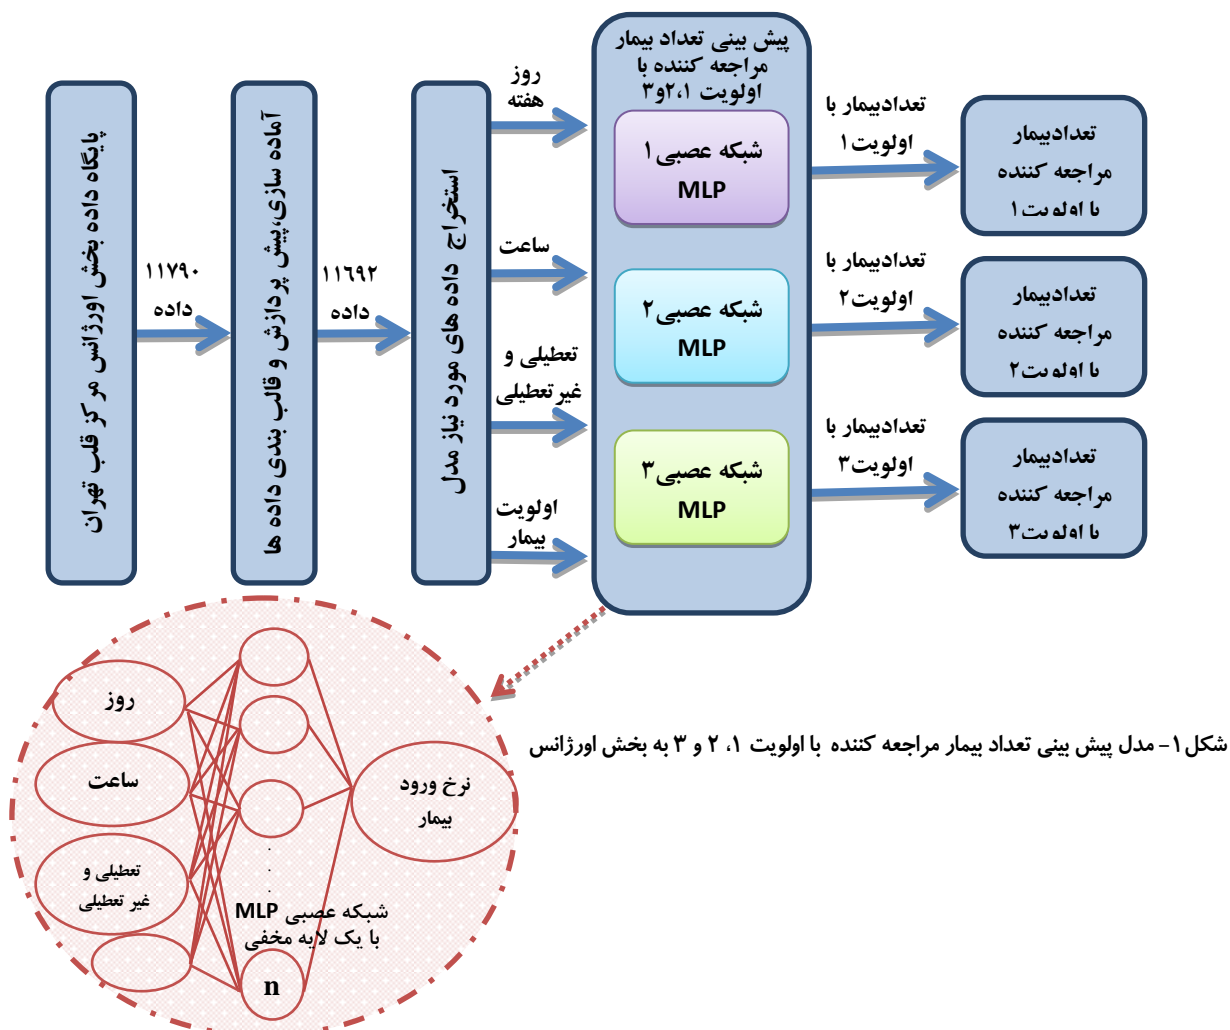 پایگاه داده بخش اورژانس مرکز قلب تهران
۱۱۷۹۰
داده
آماده سازی،پیش پردازش و قالب بندی داده ها
۱۱۶۹۲
داده
استخراج داده های مورد نیاز مدل
روز
هفته
ساعت
تعطیلی و
غیرتعطیلی
اولویت
بیمار
پیش بینی تعداد بیمار
مراجعه کننده با
اولویت ۲،۱و۳
شبکه عصبی۱
MLP
شبکه عصبی۲
MLP
شبکه عصبی۳
MLP
تعدادبیمار با
اولویت۱
تعدادبیمار با
اولویت۲
تعدادبیمار با
اولویت۳
تعدادبیمار
مراجعه کننده
با اولویت۱
تعدادبیمار
مراجعه کننده
با اولویت۲
تعدادبیمار
مراجعه کننده
با اولویت۳
روز
ساعت
تعطیلی و
غیر تعطیلی
شبکه عصبی MLP
با یک لایه مخفی
n
نرخ ورود
بیمار
شکل۱- مدل پیش بینی تعداد بیمار مراجعه کننده با اولویت ۱، ۲ و ۳ به بخش اورژانس